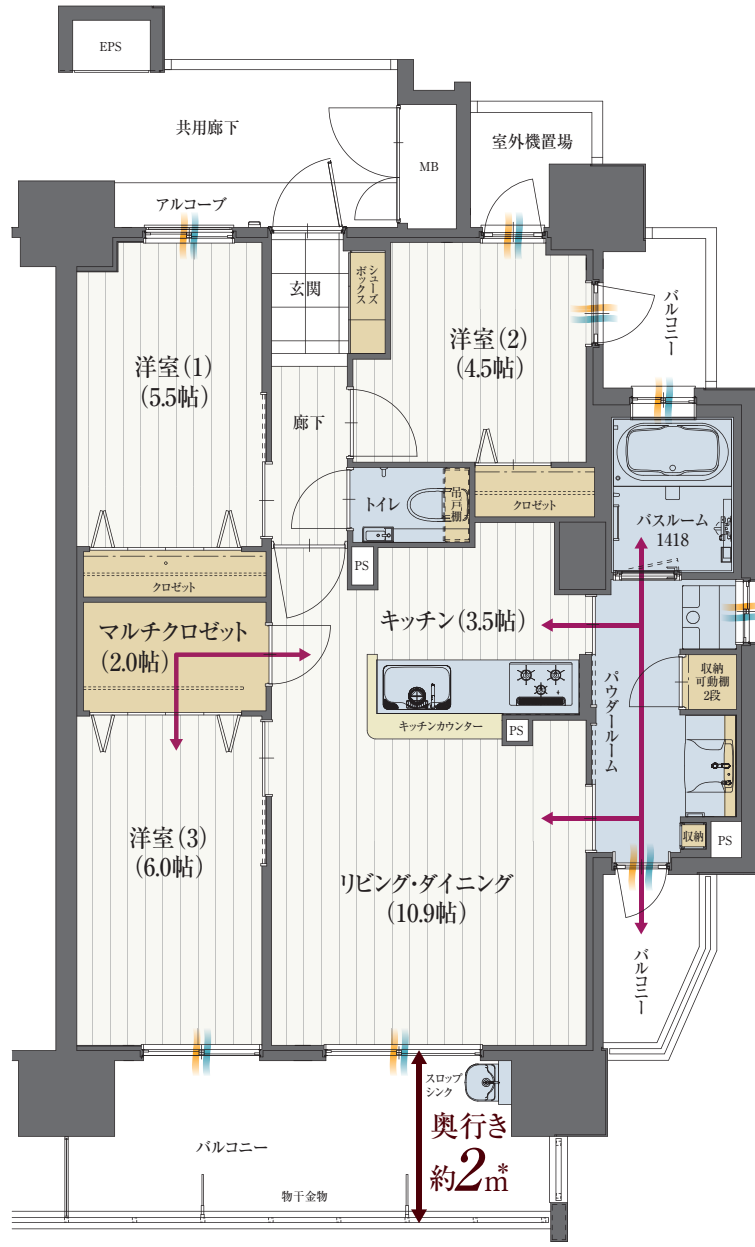 EPS
共用廊下
MB
室外機置場
アルコーブ
玄関
シューズ
ボックス
洋室(1)
(5.5帖)
洋室(2)
(4.5帖)
バルコニー
廊下
トイレ
吊戸棚
クロゼット
バスルーム
1418
PS
クロゼット
マルチクロゼット
(2.0帖)
キッチン(3.5帖)
キッチンカウンター
PS
パウダールーム
収納
可動棚
2段
収納
PS
洋室(3)
(6.0帖)
リビング・ダイニング
(10.9帖)
バルコニー
スロップ
シンク
奥行き
約2m*
バルコニー
物干金物